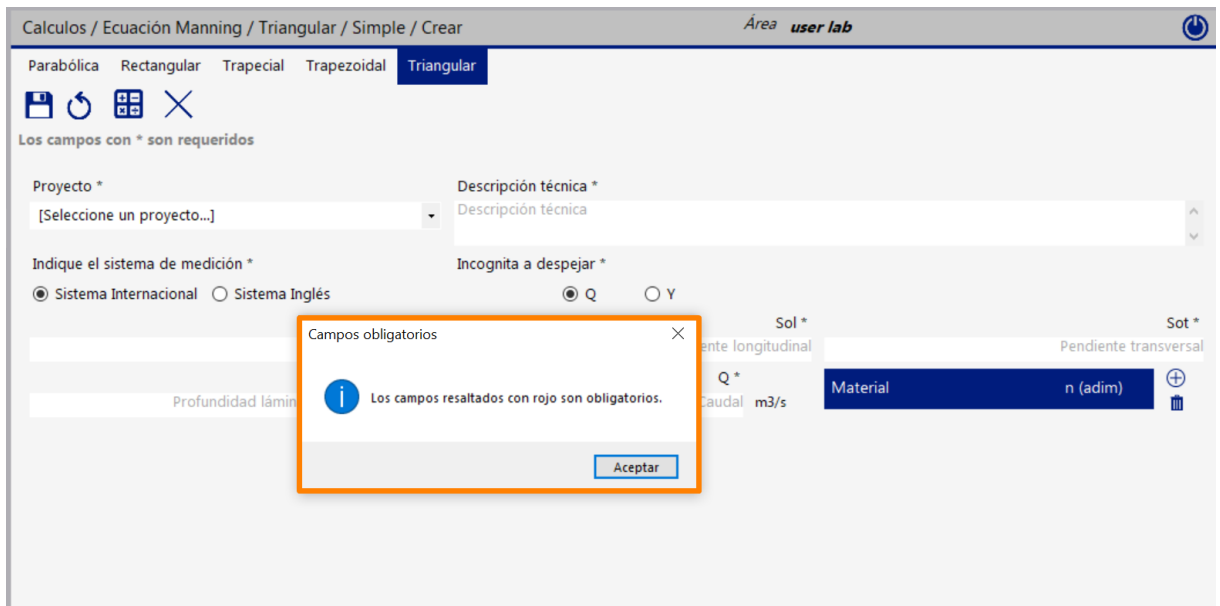 Calculos / Ecuación Manning / Triangular / Simple / Crear Área user lab
Parabólica Rectangular Trapecial Trapezoidal Triangular
Los campos con * son requeridos
Proyecto * Descripción técnica *
[Seleccione un proyecto...] Descripción técnica
Indique el sistema de medición * Incognita a despejar *
Sistema Internacional Sistema Inglés Q Y
Sol * Sot *
longitudinal Pendiente transversal
Q *
Profundidad Caudal m3/s
Material n (adim)
Campos obligatorios
Los campos resaltados con rojo son obligatorios.
Aceptar